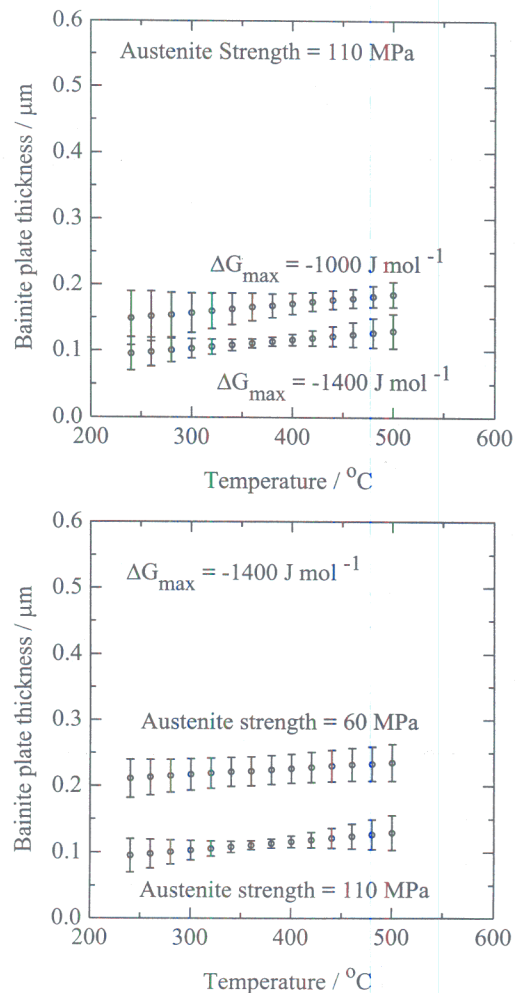 0.6
Austenite Strength = 110 MPa
0.5
0.4
0.3
0.2
0.1
0.0
ΔGmax = -1000 J mol -1
ΔGmax = -1400 J mol -1
Bainite plate thickness / μm
200 300 400 500 600
Temperature / oC
0.6
ΔGmax = -1400 J mol -1
0.5
0.4
0.3
0.2
0.1
0.0
Austenite strength = 60 MPa
Austenite strength = 110 MPa
Bainite plate thickness / μm
200 300 400 500 600
Temperature / oC